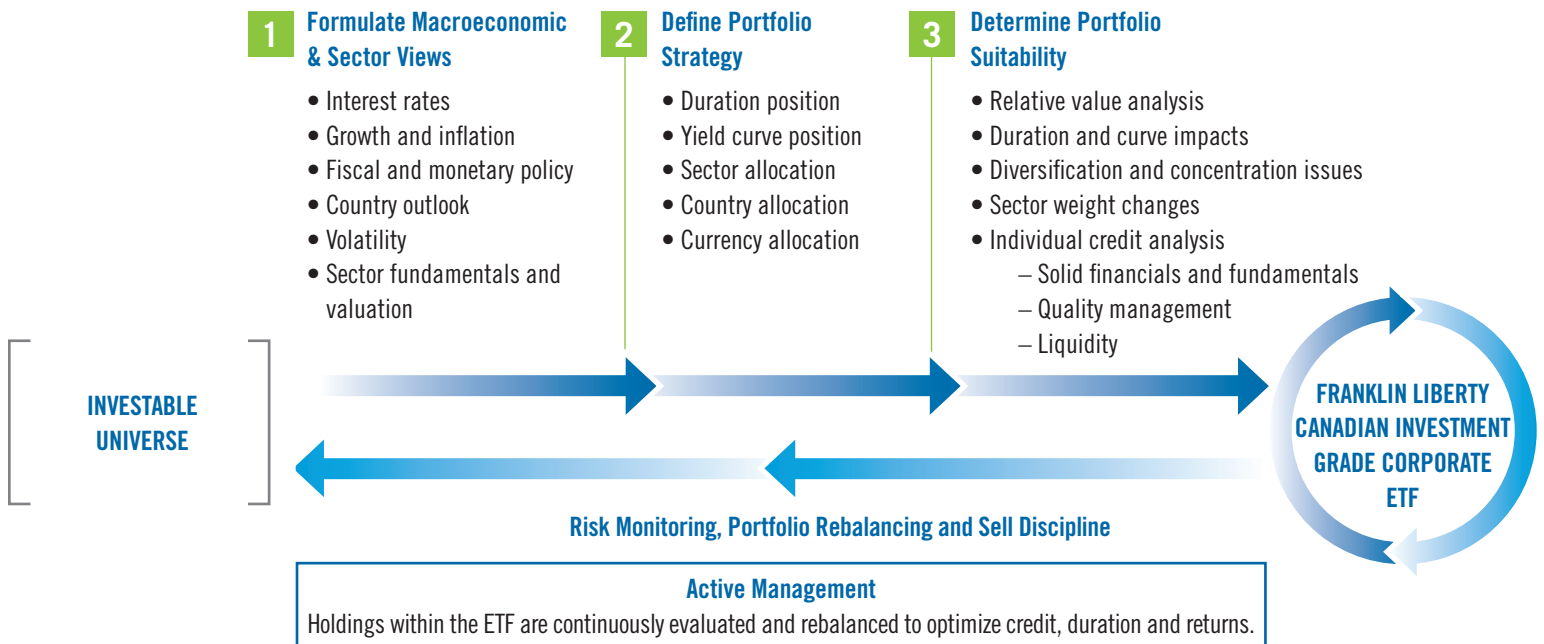 1
Formulate Macroeconomic
& Sector Views
• Interest rates
• Growth and inflation
• Fiscal and monetary policy
• Country outlook
• Volatility
• Sector fundamentals and
valuation
2
Define Portfolio
Strategy
• Duration position
• Yield curve position
• Sector allocation
• Country allocation
• Currency allocation
3
Determine Portfolio
Suitability
• Relative value analysis
• Duration and curve impacts
• Diversification and concentration issues
• Sector weight changes
• Individual credit analysis
– Solid financials and fundamentals
– Quality management
– Liquidity
INVESTABLE
UNIVERSE
FRANKLIN LIBERTY
CANADIAN INVESTMENT
GRADE CORPORATE
ETF
Risk Monitoring, Portfolio Rebalancing and Sell Discipline
Active Management
Holdings within the ETF are continuously evaluated and rebalanced to optimize credit, duration and returns.